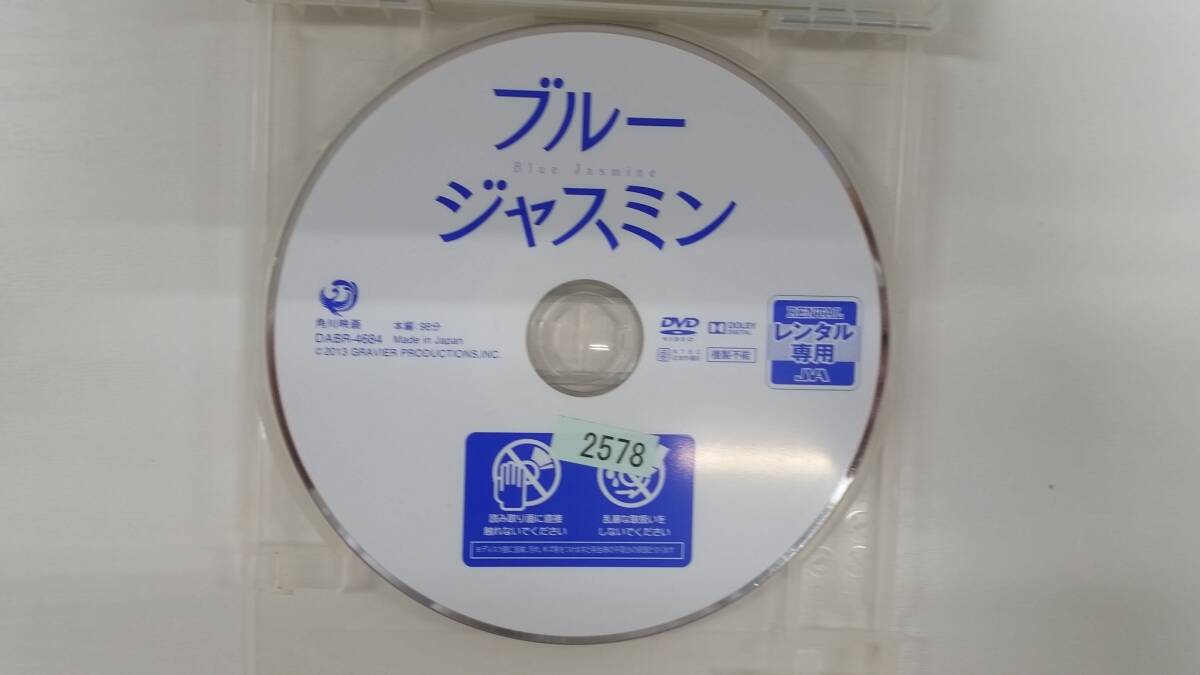 ブルー
Blue Jasmine
ジャスミン
角川映画 本編:98分
DABR-4684 Made in Japan
©2013 GRAVIER PRODUCTIONS,INC.
DVD
VIDEO
DOLBY
DIGITAL
複製不能
RENTAL
レンタル
専用
JVA
2578
読み取り面に直接
触れないでください
乱暴な取扱いを
しないでください